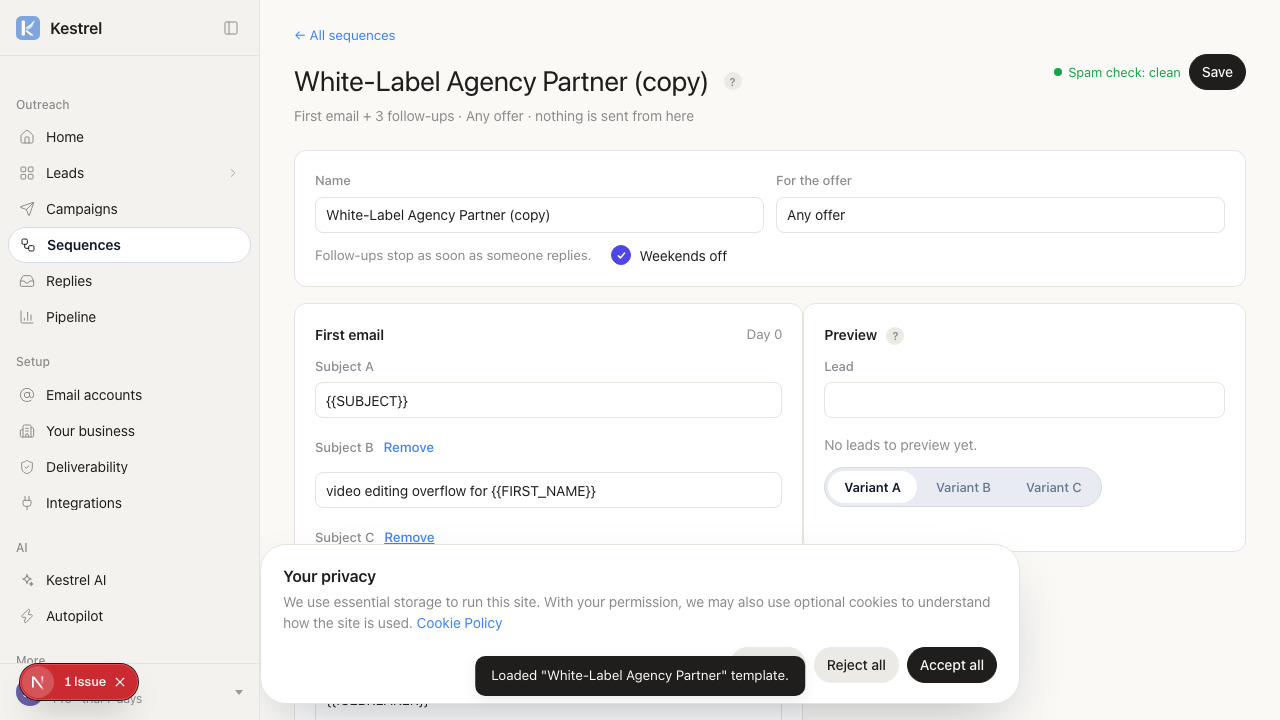 Kestrel
Outreach
Home
Leads
Campaigns
Sequences
Replies
Pipeline
Setup
Email accounts
Your business
Deliverability
Integrations
AI
Kestrel AI
Autopilot
More
N 1 Issue
← All sequences
White-Label Agency Partner (copy) ?
Spam check: clean Save
First email + 3 follow-ups · Any offer · nothing is sent from here
Name For the offer
White-Label Agency Partner (copy) Any offer
Follow-ups stop as soon as someone replies. Weekends off
First email Day 0
Subject A
{{SUBJECT}}
Subject B Remove
video editing overflow for {{FIRST_NAME}}
Subject C Remove
Preview ?
Lead
No leads to preview yet.
Variant A Variant B Variant C
Your privacy
We use essential storage to run this site. With your permission, we may also use optional cookies to understand
how the site is used. Cookie Policy
Reject all Accept all
Loaded "White-Label Agency Partner" template.